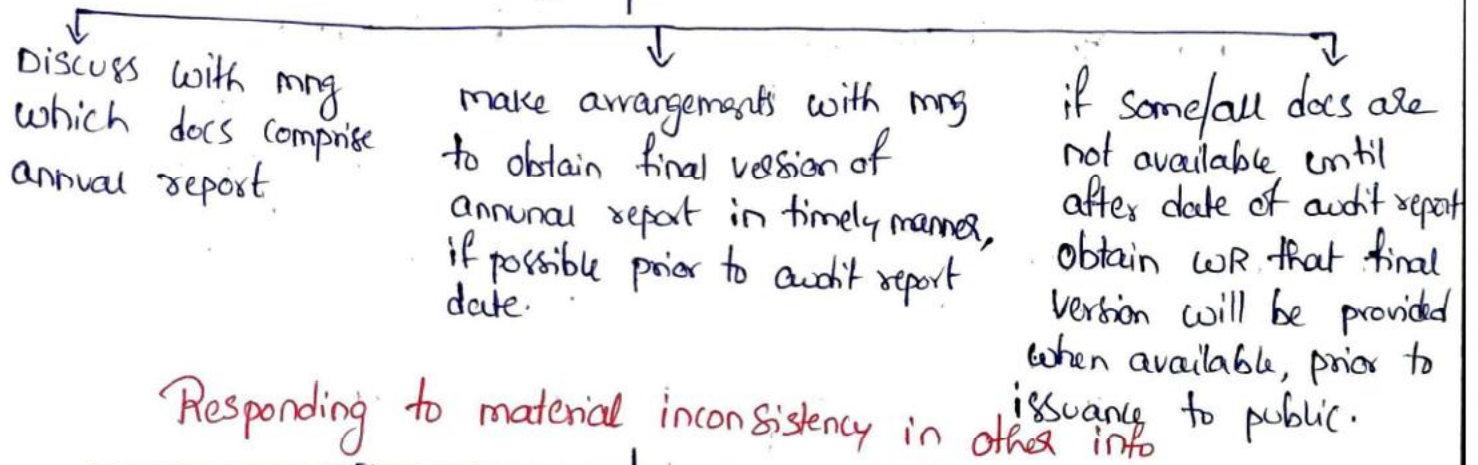 Discuss with mng
which docs comprise
annual report.
make arrangements with mng
to obtain final version of
annunal report in timely manner,
if possible prior to audit report
date.
if some/all docs are
not available until
after date of audit report
obtain WR that final
version will be provided
when available, prior to
issuance to public.
Responding to material inconsistency in other info